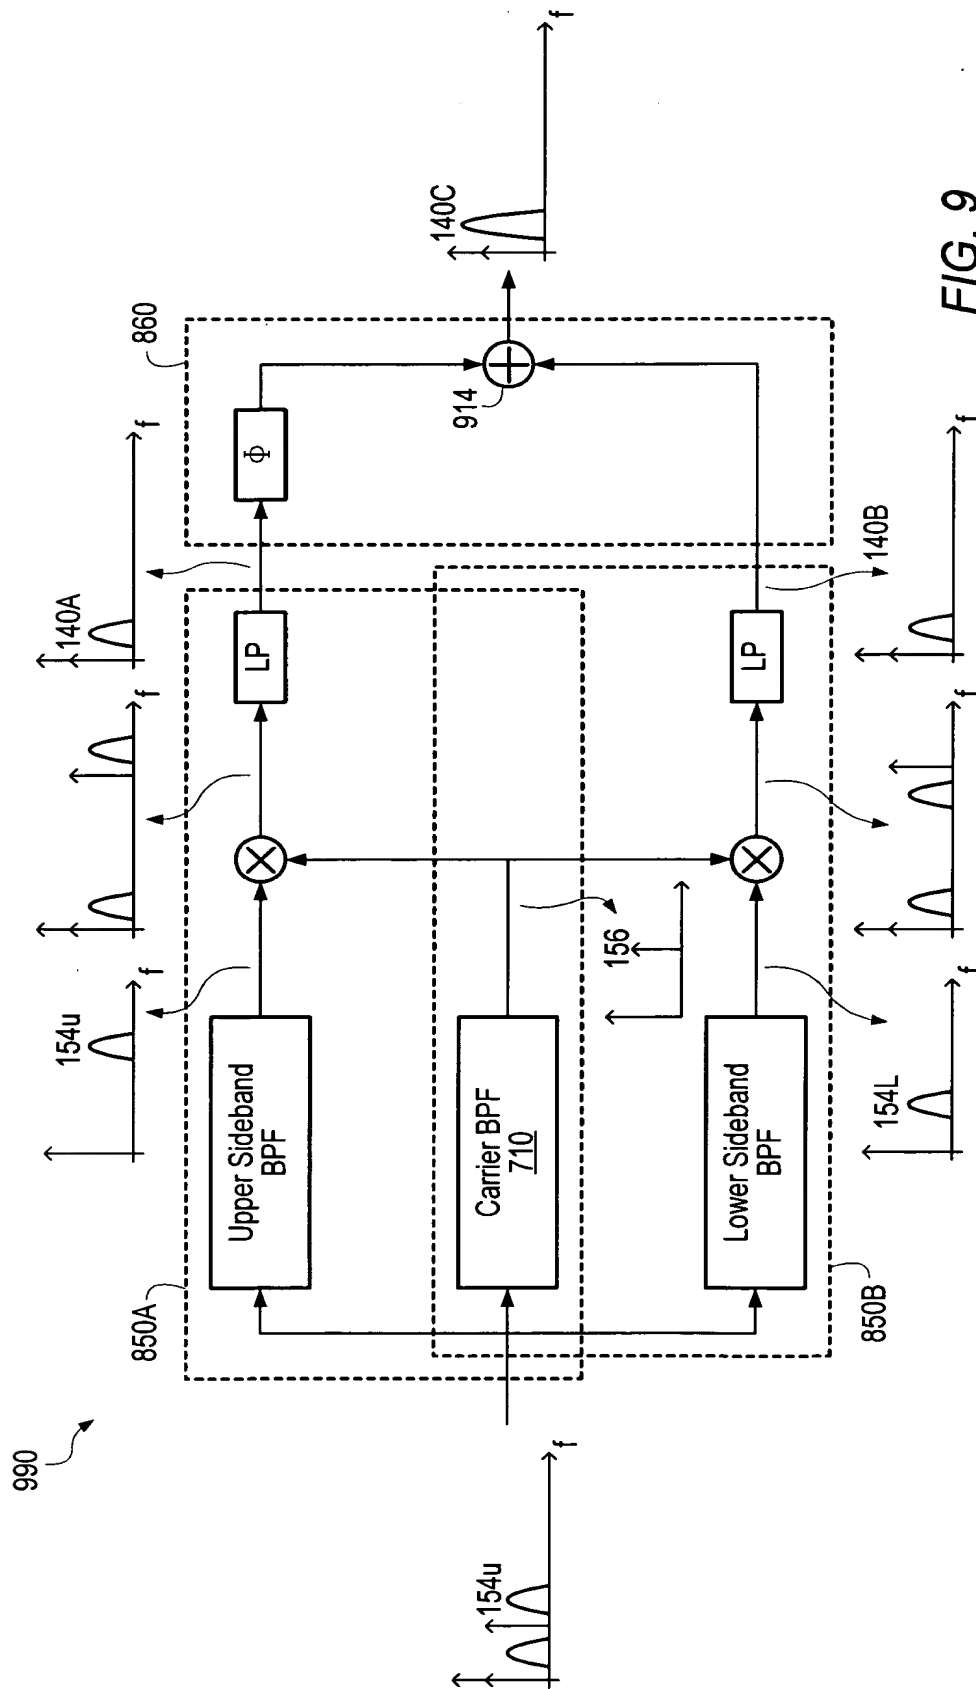 990
f
154u
850A
Upper Sideband
BPF
154u
f
f
140A
f
LP
Φ
860
Carrier BPF
710
156
914
140C
f
850B
Lower Sideband
BPF
154L
f
f
LP
140B
f
FIG. 9